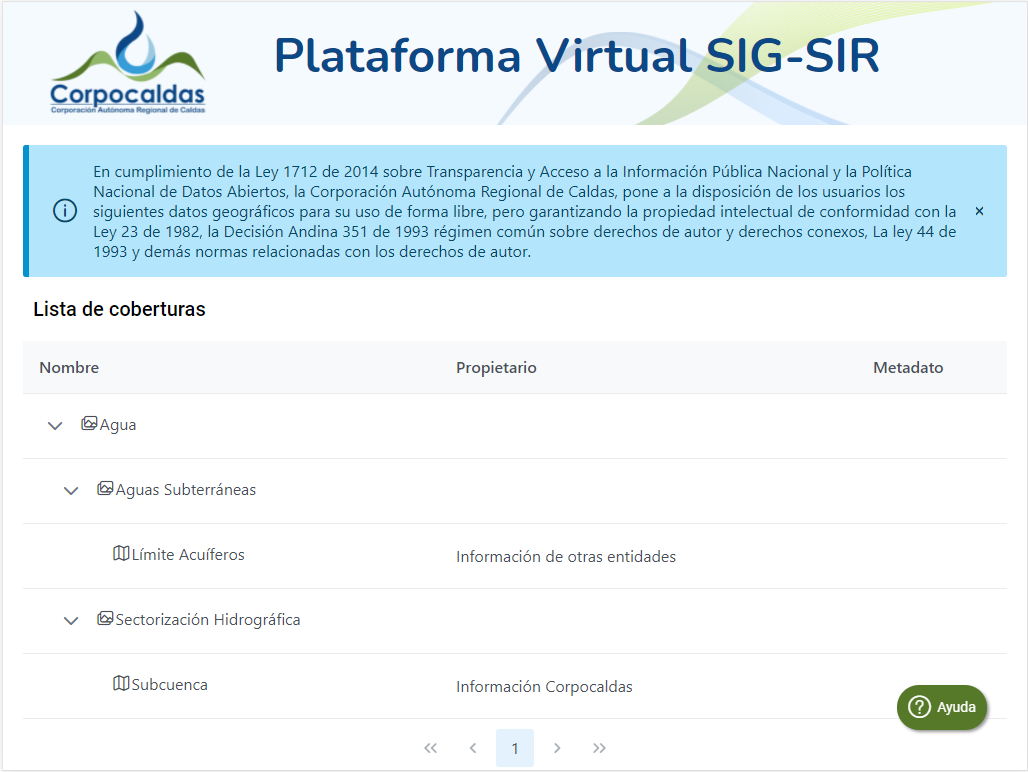 Corpocaldas
Corporación Autónoma Regional de Caldas
Plataforma Virtual SIG-SIR
En cumplimiento de la Ley 1712 de 2014 sobre Transparencia y Acceso a la Información Pública Nacional y la Política
Nacional de Datos Abiertos, la Corporación Autónoma Regional de Caldas, pone a la disposición de los usuarios los
siguientes datos geográficos para su uso de forma libre, pero garantizando la propiedad intelectual de conformidad con la
Ley 23 de 1982, la Decisión Andina 351 de 1993 régimen común sobre derechos de autor y derechos conexos, La ley 44 de
1993 y demás normas relacionadas con los derechos de autor.
Lista de coberturas
Nombre Propietario Metadato
Agua
Aguas Subterráneas
Límite Acuíferos Información de otras entidades
Sectorización Hidrográfica
Subcuenca Información Corpocaldas
Ayuda
1